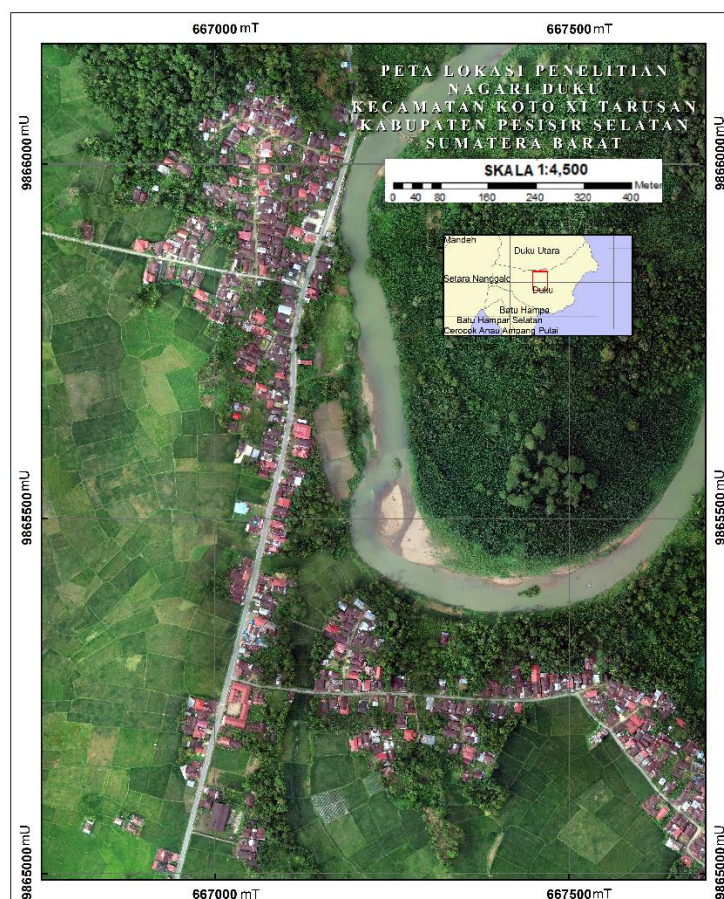 667000 mT
667500 mT
PETA LOKASI PENELITIAN
NAGARI DUKU
KECAMATAN KOTO XI TARUSAN
KABUPATEN PESISIR SELATAN
SUMATERA BARAT
9866000 mU
9866000 mU
SKALA 1:4,500
0 40 80 160 240 320 400 Meter
Mandeh
Duku Utara
Setara Nanggalo
Duku
Batu Hampa
Batu Hampar Selatan
Cerocok Anau Ampang Pulai
9865500 mU
9865500 mU
9865000 mU
9865000 mU
667000 mT
667500 mT